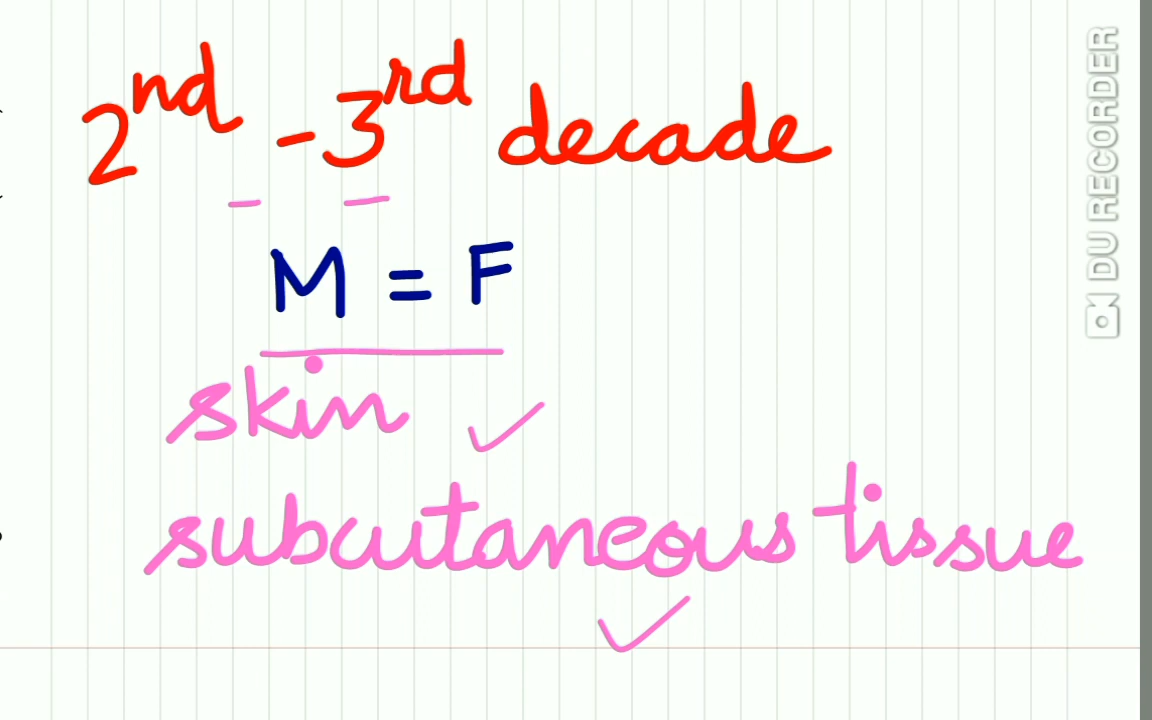 2nd - 3rd decade
M = F
skin
subcutaneous tissue
DU RECORDER